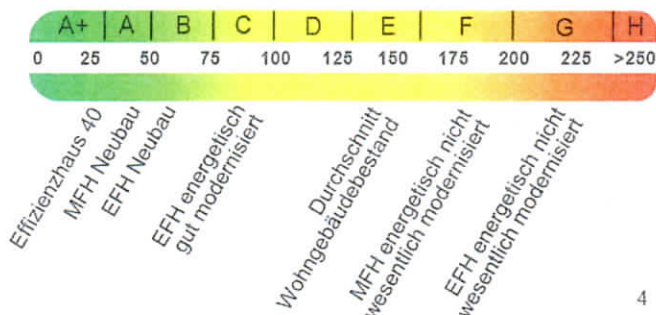 A+ A B C D E F G H
0 25 50 75 100 125 150 175 200 225 >250
Effizienzhaus 40
MFH Neubau
EFH Neubau
EFH energetisch
gut modernisiert
Durchschnitt
Wohngebäudebestand
MFH energetisch nicht
wesentlich modernisiert
EFH energetisch nicht
wesentlich modernisiert
4